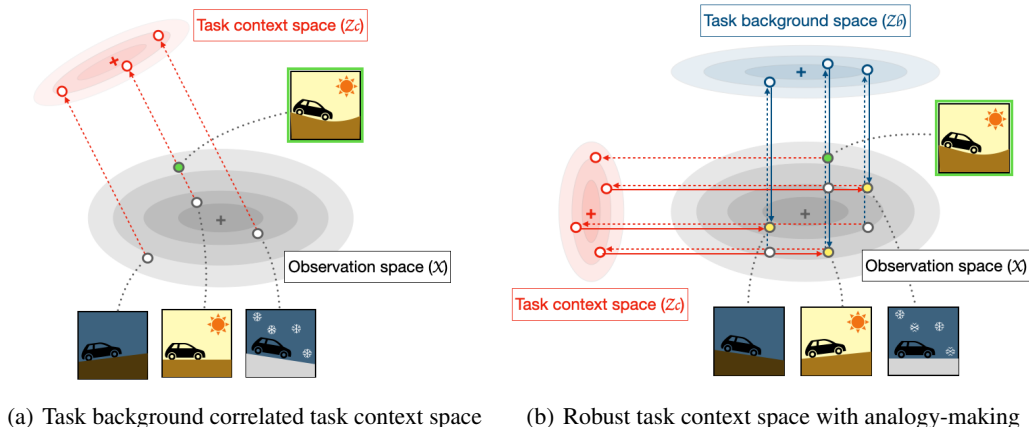 Task context space (Zc)
Observation space (X)
(a) Task background correlated task context space
Task background space (Zb)
Observation space (X)
Task context space (Zc)
(b) Robust task context space with analogy-making